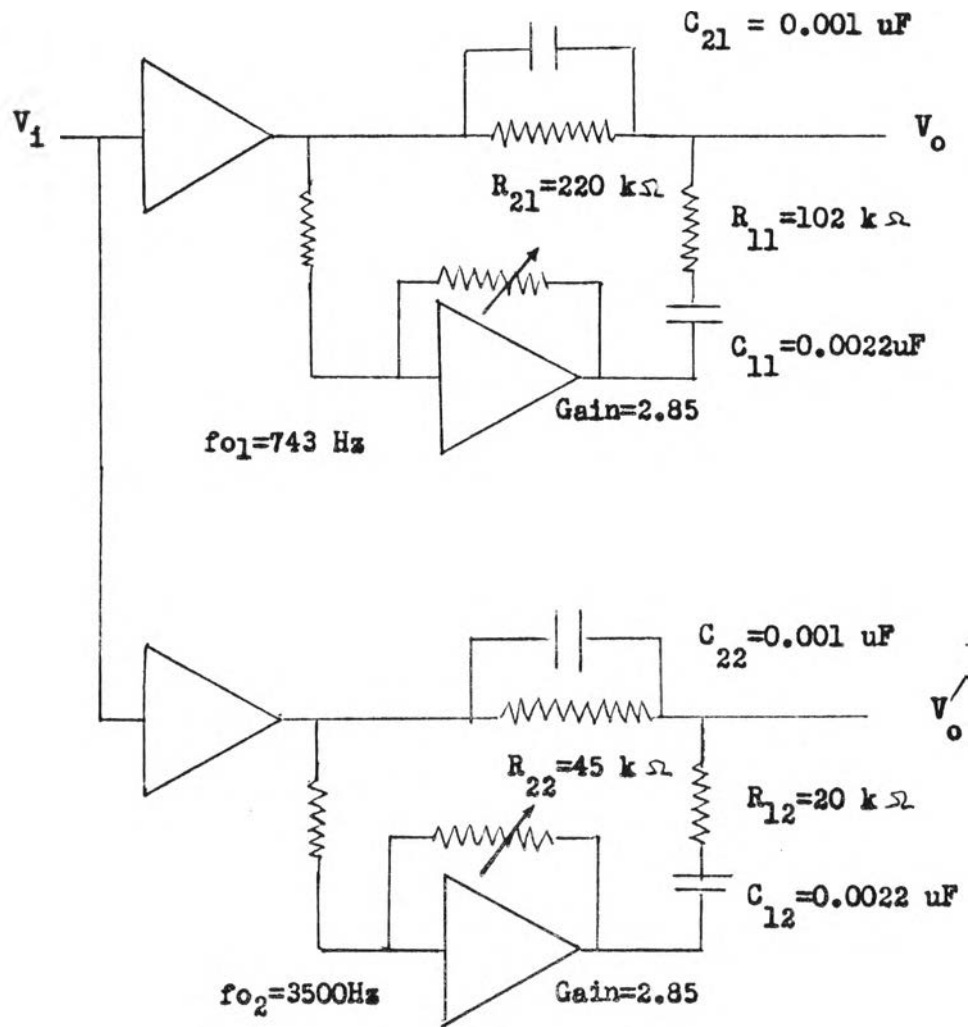 C21 = 0.001 uF
Vi
Vo
R21=220 kΩ
R11=102 kΩ
C11=0.0022uF
Gain=2.85
fo1=743 Hz
C22=0.001 uF
Vo
R22=45 kΩ
R12=20 kΩ
C12=0.0022 uF
fo2=3500Hz
Gain=2.85